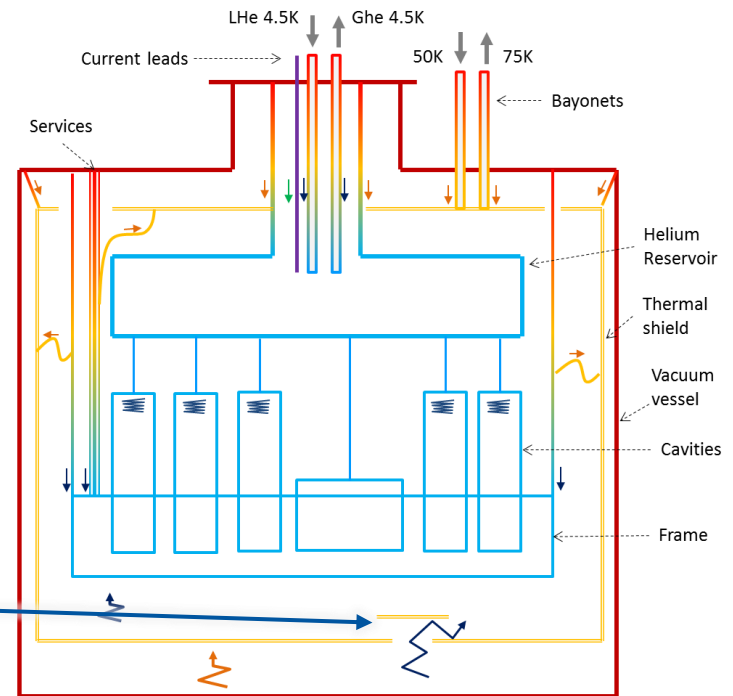 LHe 4.5K
Ghe 4.5K
Current leads
50K
75K
Bayonets
Services
Helium
Reservoir
Thermal
shield
Vacuum
vessel
Cavities
Frame